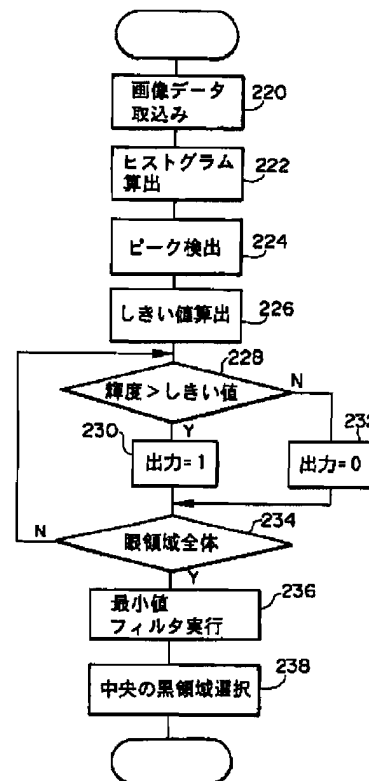 画像データ
取込み
220
ヒストグラム
算出
222
ピーク検出
224
しきい値算出
226
輝度＞しきい値
228
N
Y
230
出力=1
232
出力=0
眼領域全体
234
N
Y
最小値
フィルタ実行
236
中央の黒領域選択
238